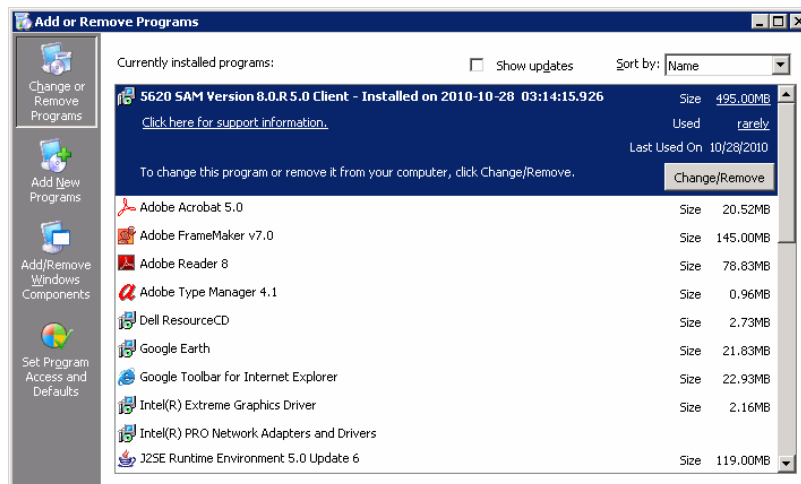 Add or Remove Programs
Change or
Remove
Programs
Add New
Programs
Add/Remove
Windows
Components
Set Program
Access and
Defaults
Currently installed programs:
Show updates
Sort by:
Name
5620 SAM Version 8.0.R5.0 Client - Installed on 2010-10-28 03:14:15.926
Size 495.00MB
Click here for support information.
Used rarely
Last Used On 10/28/2010
To change this program or remove it from your computer, click Change/Remove.
Change/Remove
Adobe Acrobat 5.0 Size 20.52MB
Adobe FrameMaker v7.0 Size 145.00MB
Adobe Reader 8 Size 78.83MB
Adobe Type Manager 4.1 Size 0.96MB
Dell ResourceCD Size 2.73MB
Google Earth Size 21.83MB
Google Toolbar for Internet Explorer Size 22.93MB
Intel(R) Extreme Graphics Driver Size 2.16MB
Intel(R) PRO Network Adapters and Drivers
J2SE Runtime Environment 5.0 Update 6 Size 119.00MB